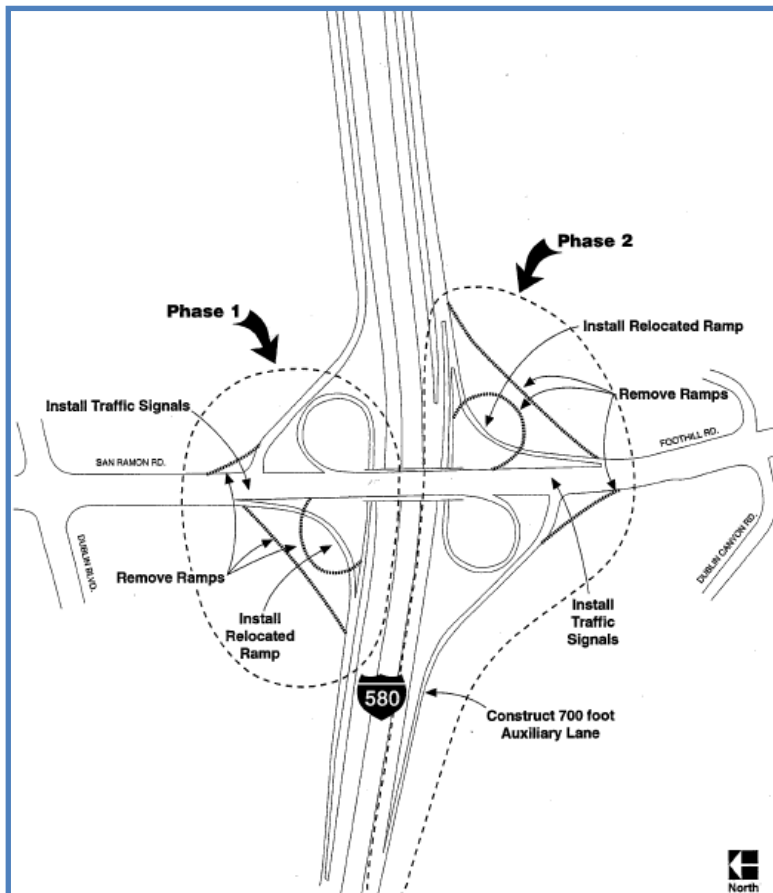 Phase 2
Phase 1
Install Relocated Ramp
Remove Ramps
Install Traffic Signals
FOOTHILL RD.
SAN RAMON RD.
DUBLIN BLVD.
DUBLIN CANYON RD.
Remove Ramps
Install
Relocated
Ramp
Install
Traffic
Signals
580
Construct 700 foot
Auxiliary Lane
North